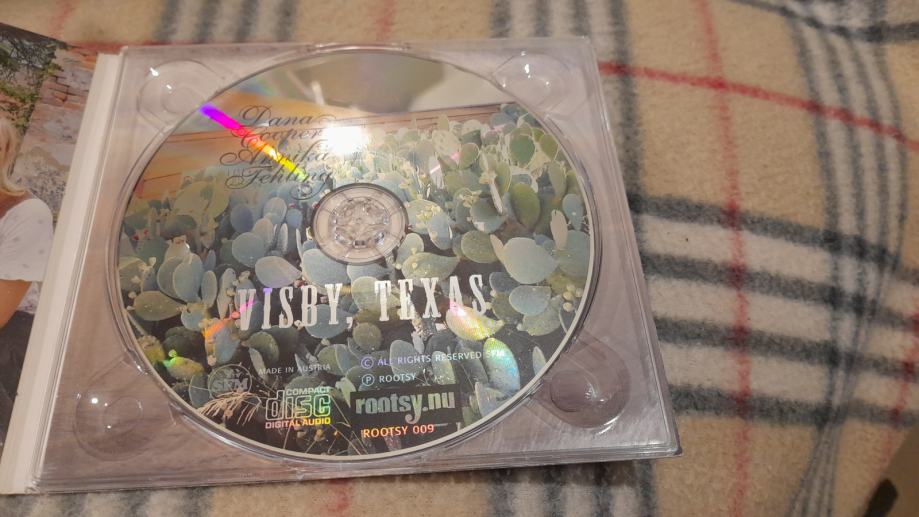 Dana
Cooper
Annika
Fehling
VISBY, TEXAS
MADE IN AUSTRIA
© ALL RIGHTS RESERVED SFM
℗ ROOTSY
SFM
COMPACT
disc
DIGITAL AUDIO
rootsy.nu
ROOTSY 009